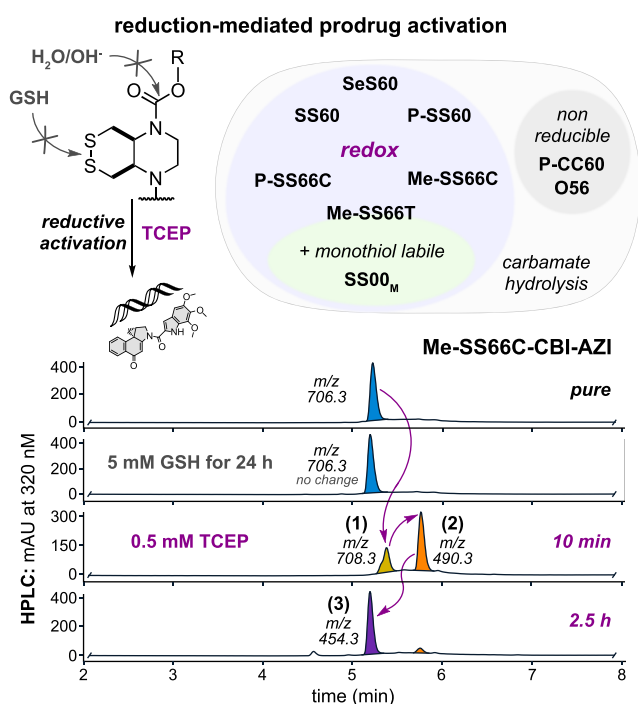 reduction-mediated prodrug activation
H2O/OH-
GSH
R
O
O
N
S
S
N
reductive
activation
TCEP
O
O
O
N
NH
O
O
SeS60
SS60
P-SS60
redox
P-SS66C
Me-SS66C
Me-SS66T
+ monothiol labile
SS00M
non
reducible
P-CC60
O56
carbamate
hydrolysis
Me-SS66C-CBI-AZI
HPLC: mAU at 320 nM
400
200
0
m/z
706.3
pure
400
200
0
5 mM GSH for 24 h
m/z
706.3
no change
300
150
0
0.5 mM TCEP
(1)
m/z
708.3
(2)
m/z
490.3
10 min
400
200
0
(3)
m/z
454.3
2.5 h
2 3 4 5 6 7 8
time (min)